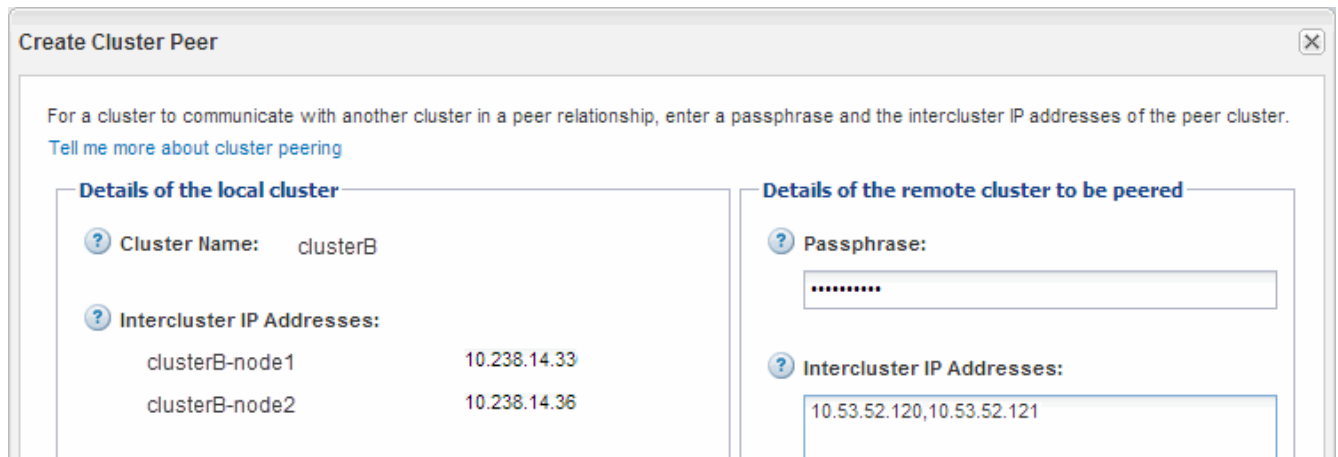 Create Cluster Peer
For a cluster to communicate with another cluster in a peer relationship, enter a passphrase and the intercluster IP addresses of the peer cluster.
Tell me more about cluster peering
Details of the local cluster
Cluster Name: clusterB
Intercluster IP Addresses:
clusterB-node1 10.238.14.33
clusterB-node2 10.238.14.36
Details of the remote cluster to be peered
Passphrase:
••••••••••
Intercluster IP Addresses:
10.53.52.120,10.53.52.121